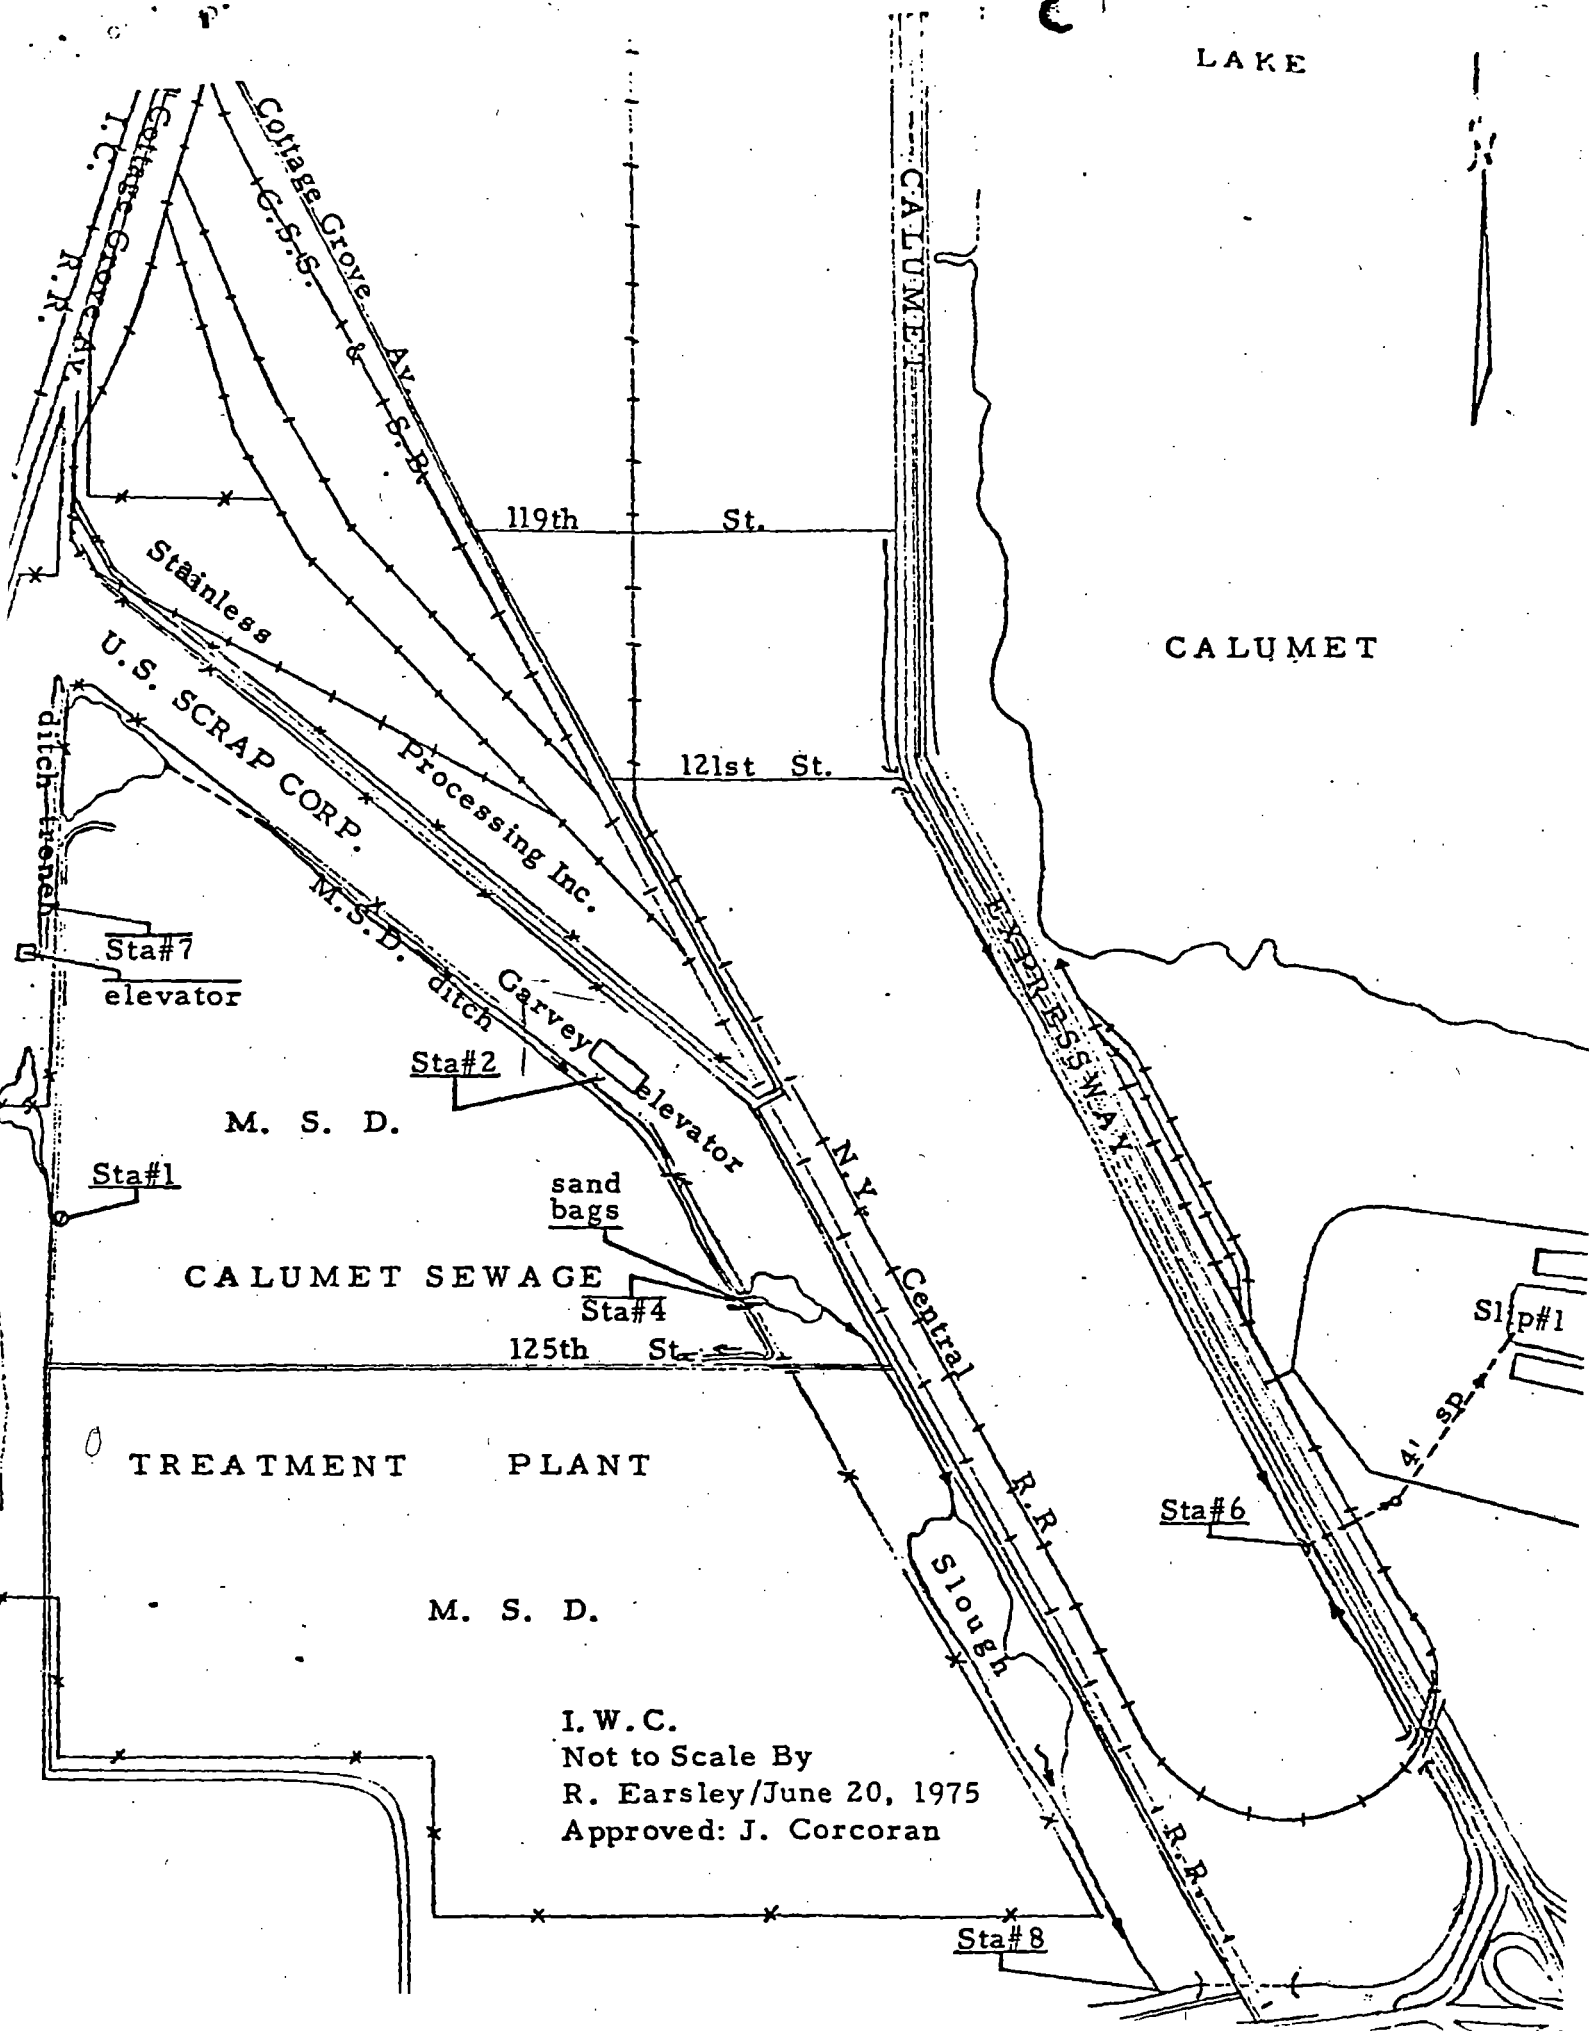 LAKE
N
I. C.
R. R.
Cottage Grove Av.
Cottage Grove Av.
C.S.S. & S.B.
CALUMET
119th St.
Stainless
Processing Inc.
CALUMET
U.S. SCRAP CORP.
ditch trench
121st St.
EXPRESSWAY
M.S.D. ditch
Sta#7
elevator
Garvey
elevator
Sta#2
M. S. D.
N.Y. Central R.R.
Sta#1
sand
bags
CALUMET SEWAGE
Sta#4
Slip#1
125th St.
4' sp
TREATMENT PLANT
Sta#6
Slough
M. S. D.
I. W. C.
Not to Scale By
R. Earsley/June 20, 1975
Approved: J. Corcoran
R.R.
Sta#8